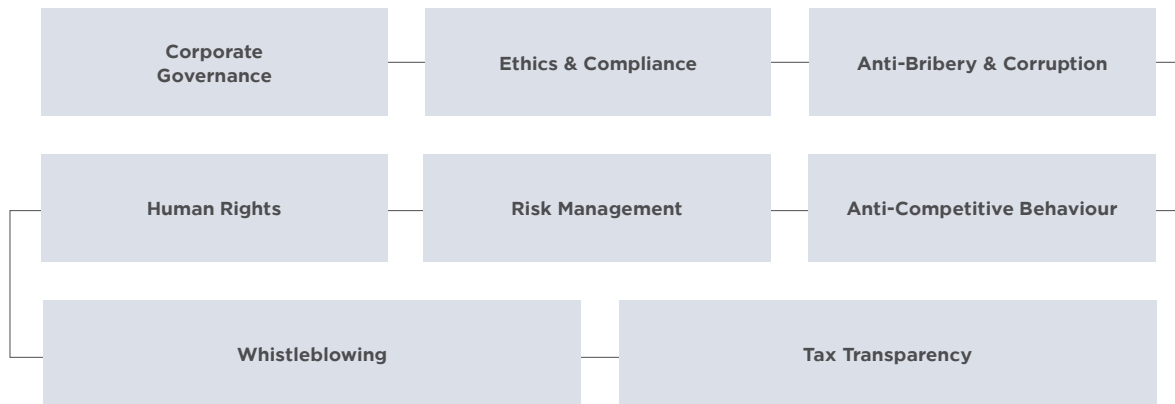 Corporate
Governance
Ethics & Compliance
Anti-Bribery & Corruption
Human Rights
Risk Management
Anti-Competitive Behaviour
Whistleblowing
Tax Transparency